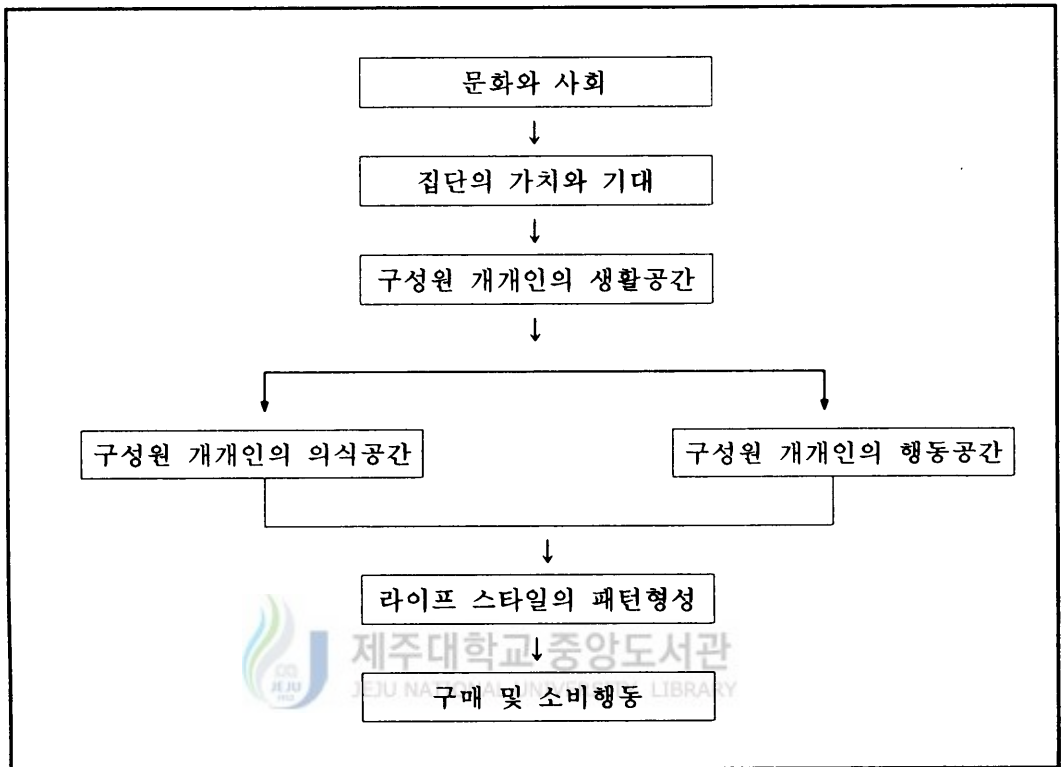 문화와 사회
↓
집단의 가치와 기대
↓
구성원 개개인의 생활공간
↓
구성원 개개인의 의식공간 구성원 개개인의 행동공간
↓
라이프 스타일의 패턴형성
↓
제주대학교 중앙도서관
JEJU NATIONAL UNIVERSITY LIBRARY
JEJU
1952
구매 및 소비행동